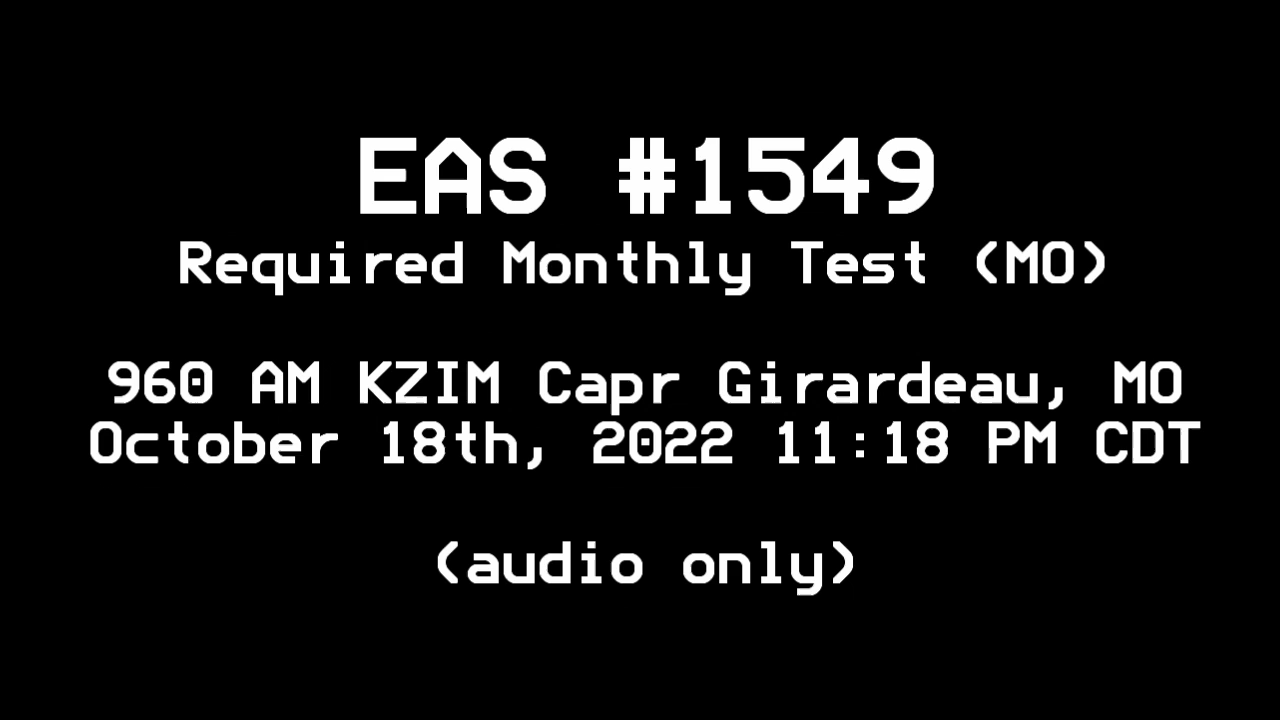 EAS #1549
Required Monthly Test (MO)
960 AM KZIM Capr Girardeau, MO
October 18th, 2022 11:18 PM CDT
(audio only)